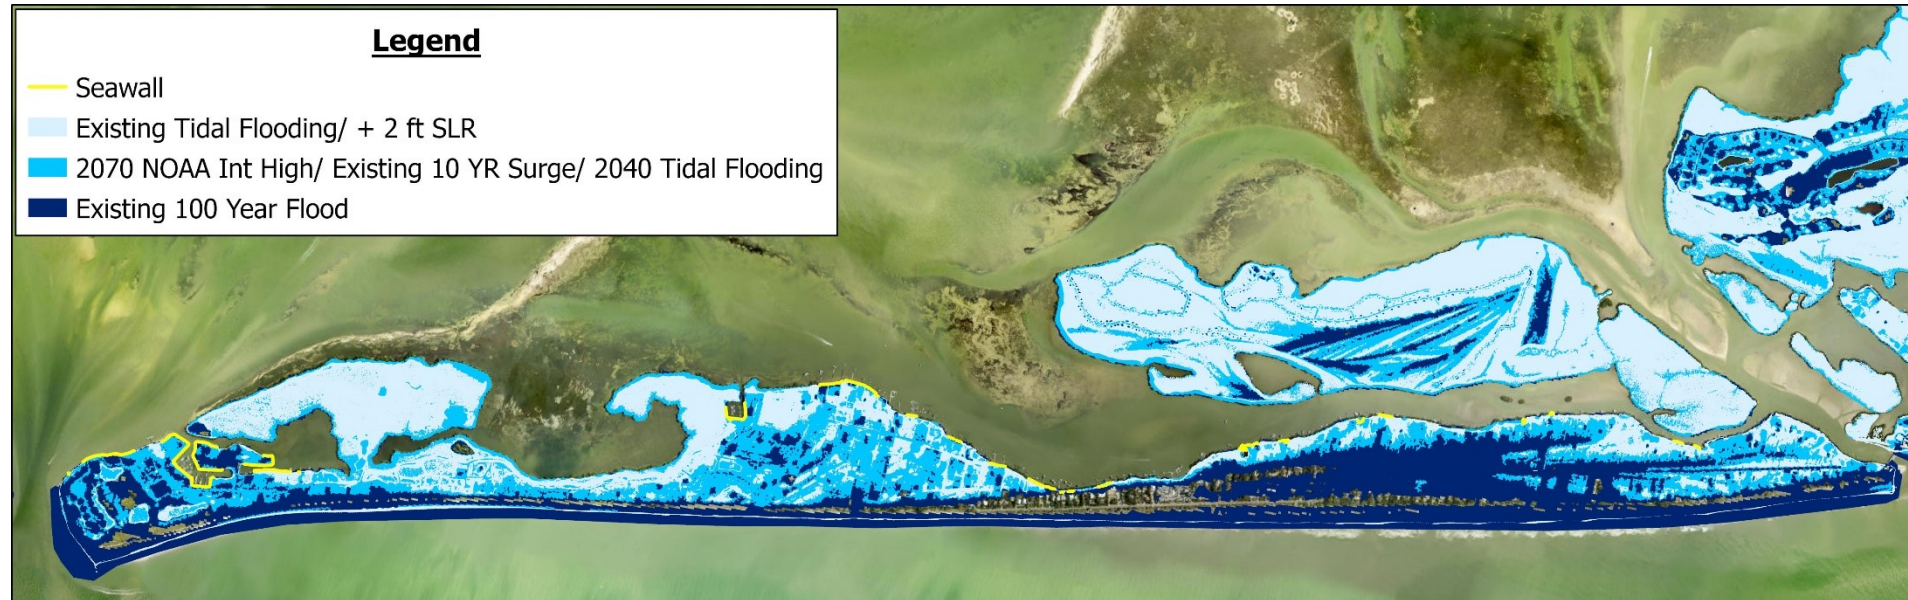 Legend
Seawall
Existing Tidal Flooding/ + 2 ft SLR
2070 NOAA Int High/ Existing 10 YR Surge/ 2040 Tidal Flooding
Existing 100 Year Flood